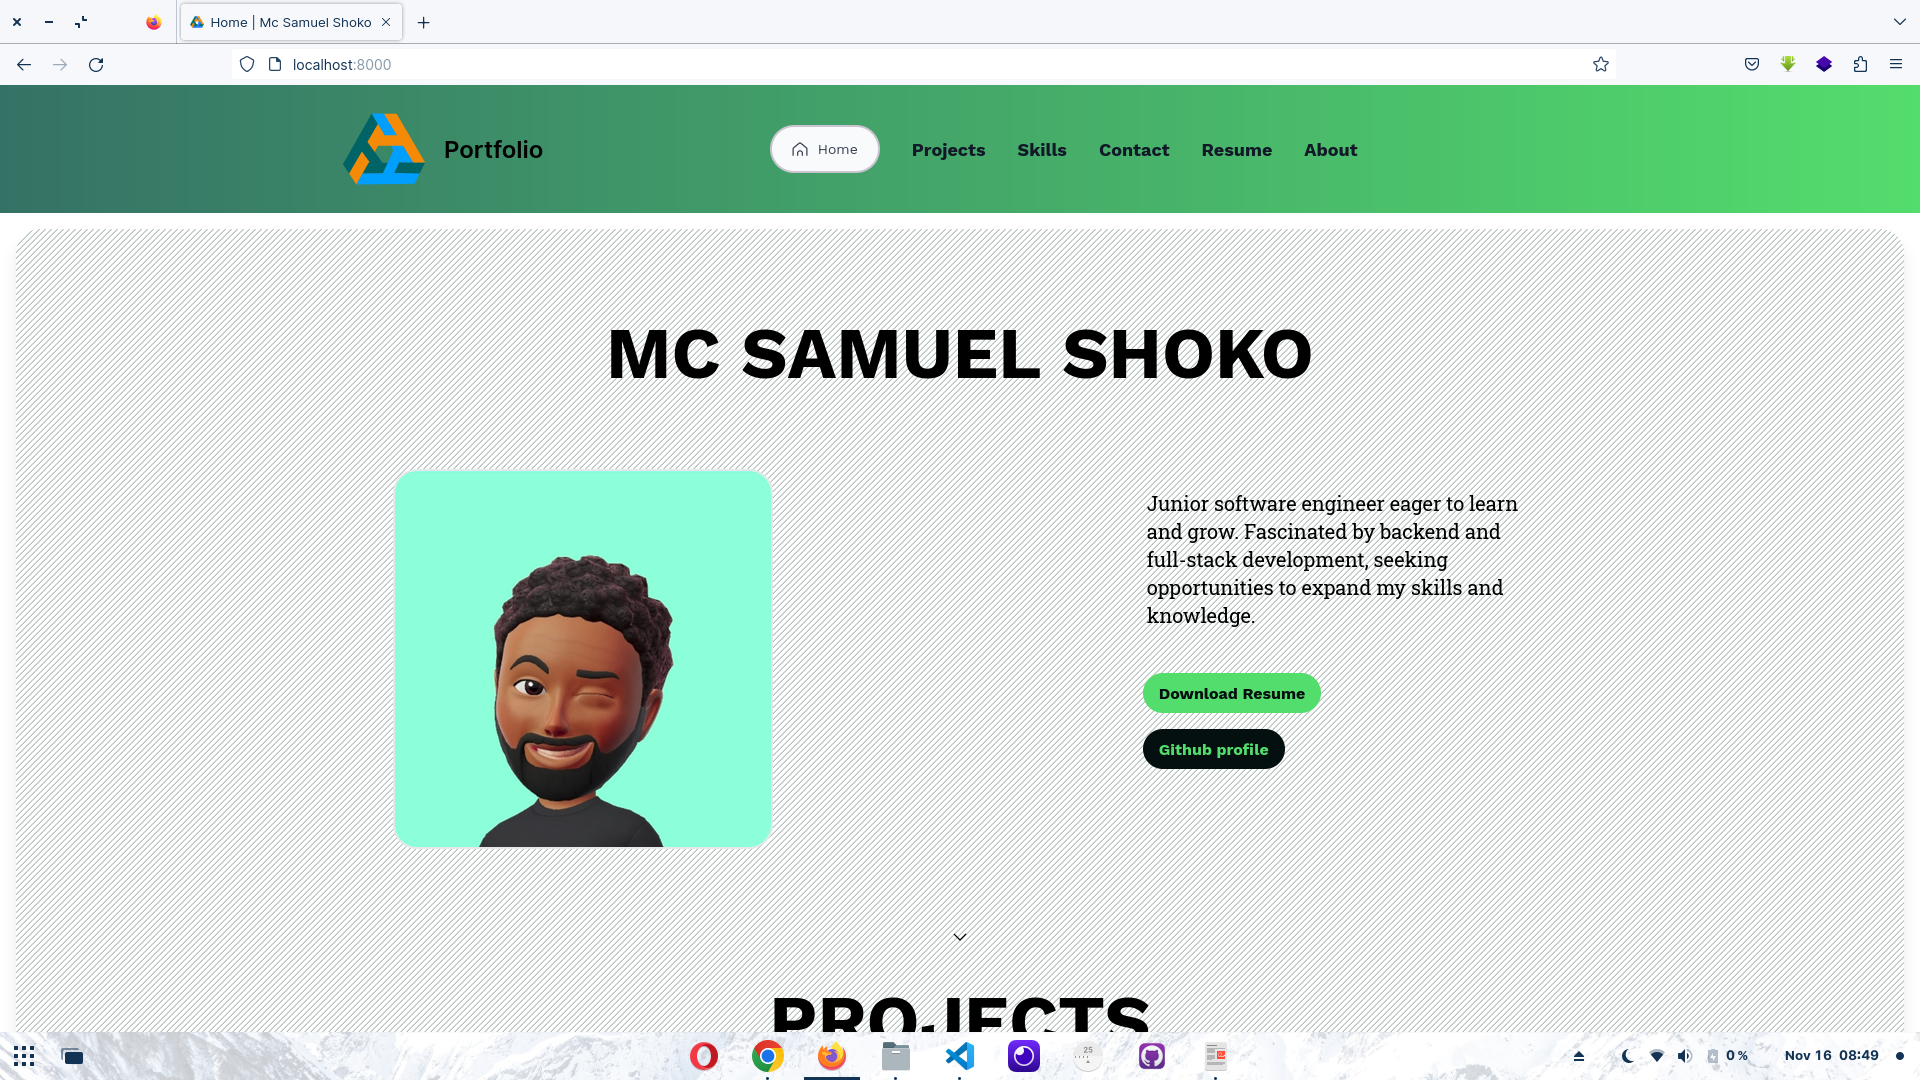 Home | Mc Samuel Shoko
localhost:8000
Portfolio
Home
Projects
Skills
Contact
Resume
About
MC SAMUEL SHOKO
Junior software engineer eager to learn
and grow. Fascinated by backend and
full-stack development, seeking
opportunities to expand my skills and
knowledge.
Download Resume
Github profile
PROJECTS
25
0 %
Nov 16 08:49